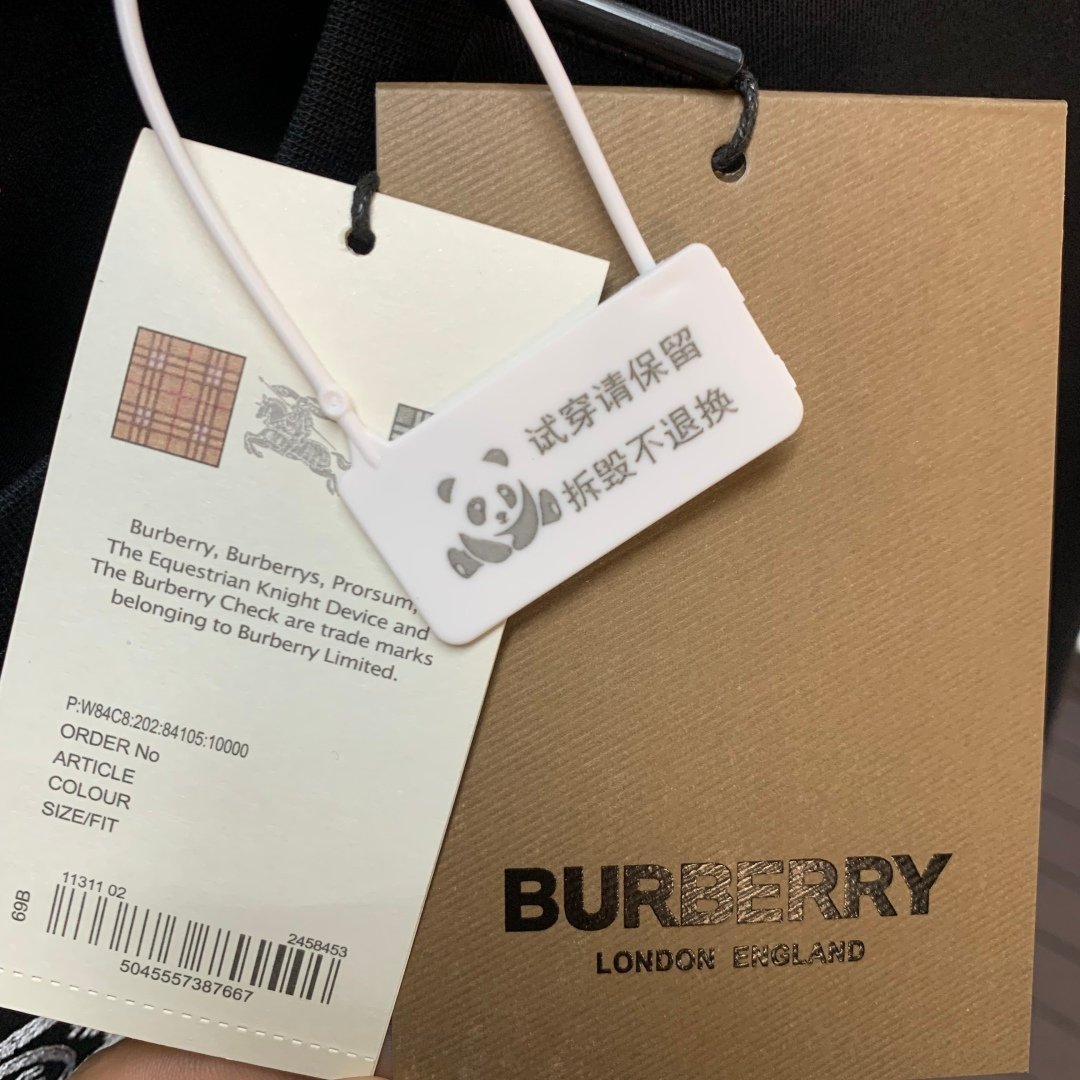 试穿请保留
拆毁不退换
Burberry, Burberrys, Prorsum,
The Equestrian Knight Device and
The Burberry Check are trade marks
belonging to Burberry Limited.
P:W84C8:202:84105:10000
ORDER No
ARTICLE
COLOUR
SIZE/FIT
69B
11311 02
2458453
5045557387667
BURBERRY
LONDON ENGLAND